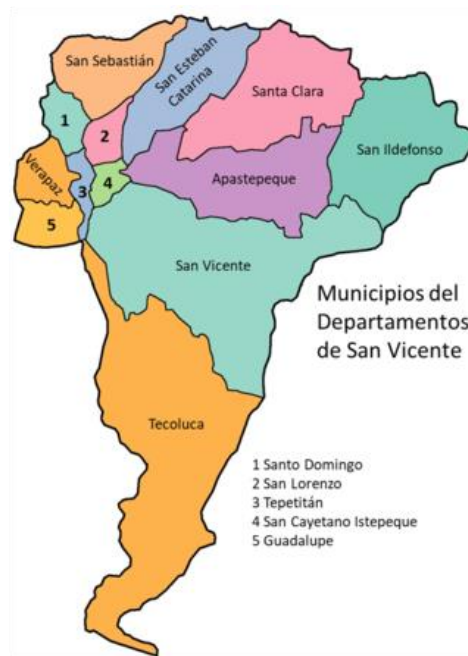 San Sebastián
San Esteban
Catarina
Santa Clara
1
2
San Ildefonso
Verapaz
3
4
Apastepeque
5
San Vicente
Municipios del
Departamentos
de San Vicente
Tecoluca
1 Santo Domingo
2 San Lorenzo
3 Tepetitán
4 San Cayetano Istepeque
5 Guadalupe